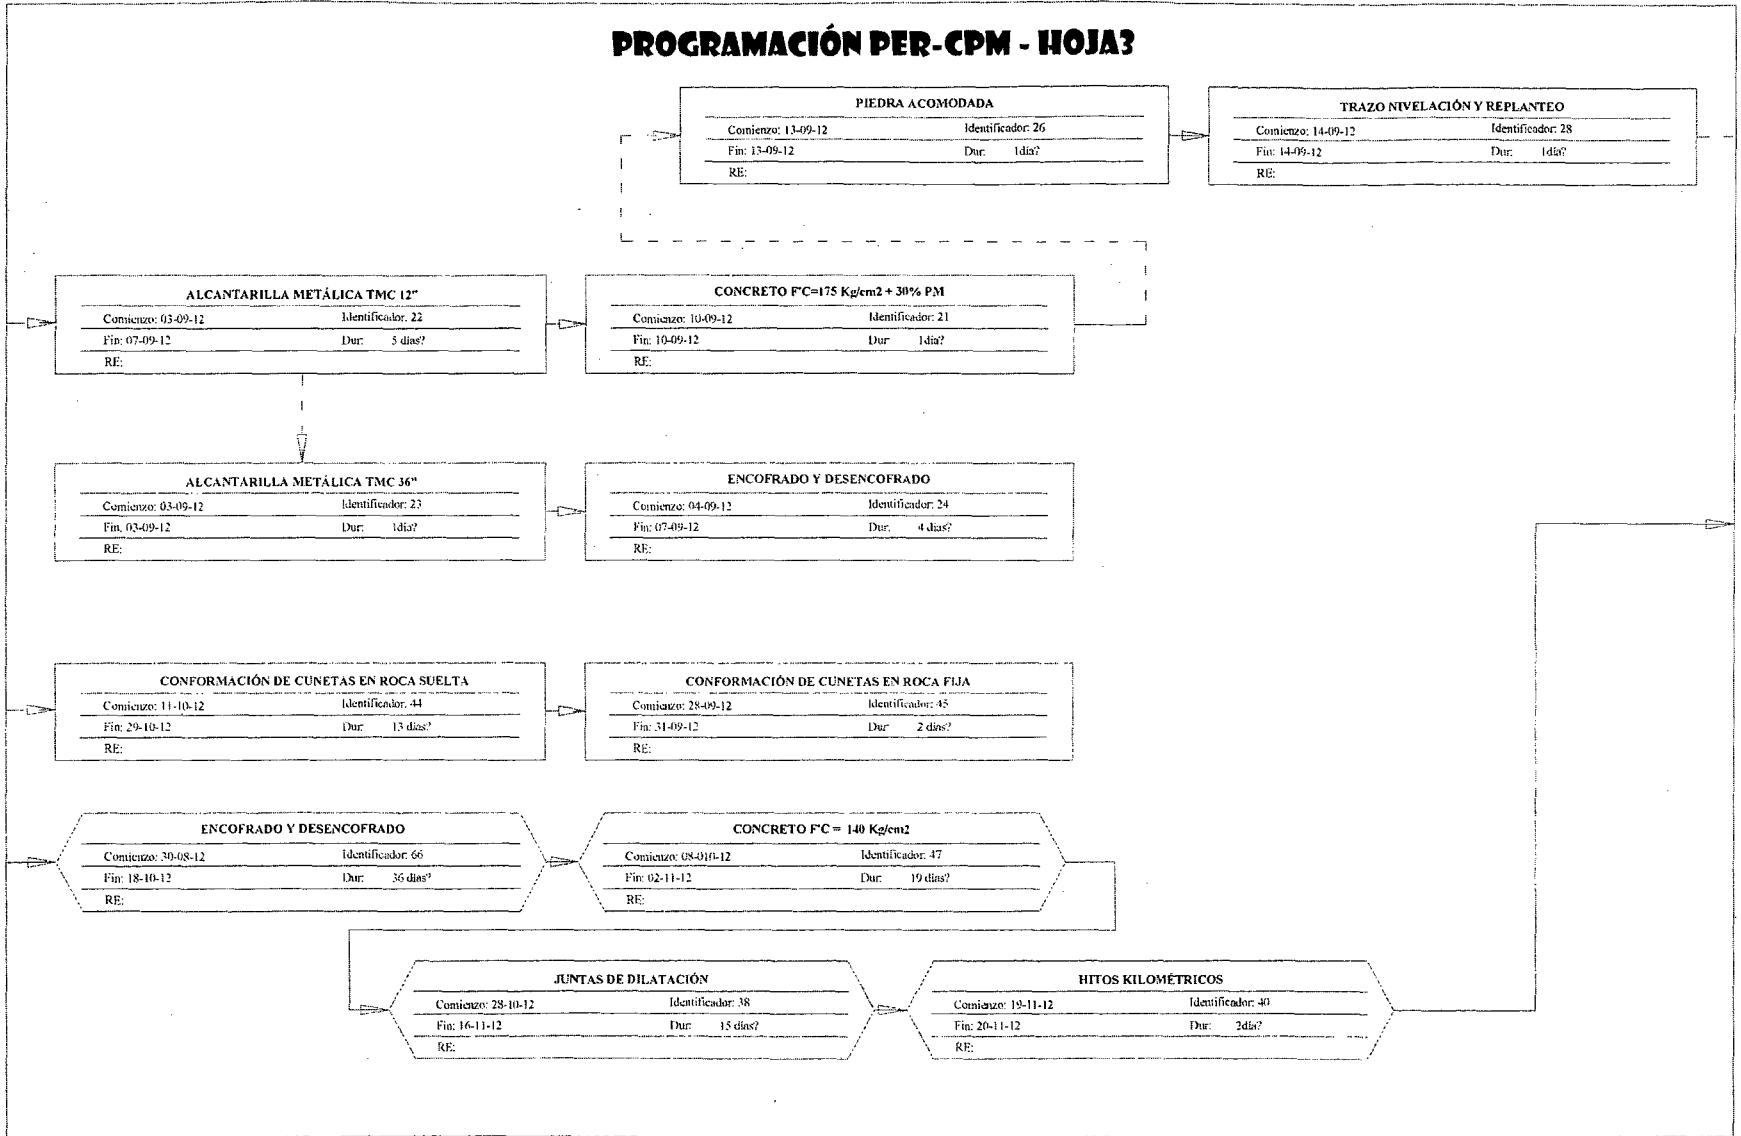 PROGRAMACIÓN PER-CPM - HOJA3
PIEDRA ACOMODADA
Comienzo: 13-09-12 Identificador: 26
Fin: 13-09-12 Dur: 1día?
RE:
TRAZO NIVELACIÓN Y REPLANTEO
Comienzo: 14-09-12 Identificador: 28
Fin: 14-09-12 Dur: 1día?
RE:
ALCANTARILLA METÁLICA TMC 12"
Comienzo: 03-09-12 Identificador: 22
Fin: 07-09-12 Dur: 5 días?
RE:
CONCRETO F'C=175 Kg/cm2 + 30% PM
Comienzo: 10-09-12 Identificador: 21
Fin: 10-09-12 Dur 1día?
RE:
ALCANTARILLA METÁLICA TMC 36"
Comienzo: 03-09-12 Identificador: 23
Fin. 03-09-12 Dur: 1día?
RE:
ENCOFRADO Y DESENCOFRADO
Comienzo: 04-09-12 Identificador: 24
Fin: 07-09-12 Dur: 4 días?
RE:
CONFORMACIÓN DE CUNETAS EN ROCA SUELTA
Comienzo: 11-10-12 Identificador: 44
Fin: 29-10-12 Dur: 13 días?
RE:
CONFORMACIÓN DE CUNETAS EN ROCA FIJA
Comienzo: 28-09-12 Identificador: 45
Fin: 31-09-12 Dur 2 días?
RE:
ENCOFRADO Y DESENCOFRADO
Comienzo: 30-08-12 Identificador: 66
Fin: 18-10-12 Dur: 36 días?
RE:
CONCRETO F'C = 140 Kg/cm2
Comienzo: 08-010-12 Identificador: 47
Fin: 02-11-12 Dur: 19 días?
RE:
JUNTAS DE DILATACIÓN
Comienzo: 28-10-12 Identificador: 38
Fin: 16-11-12 Dur: 15 días?
RE:
HITOS KILOMÉTRICOS
Comienzo: 19-11-12 Identificador: 40
Fin: 20-11-12 Dur: 2día?
RE: